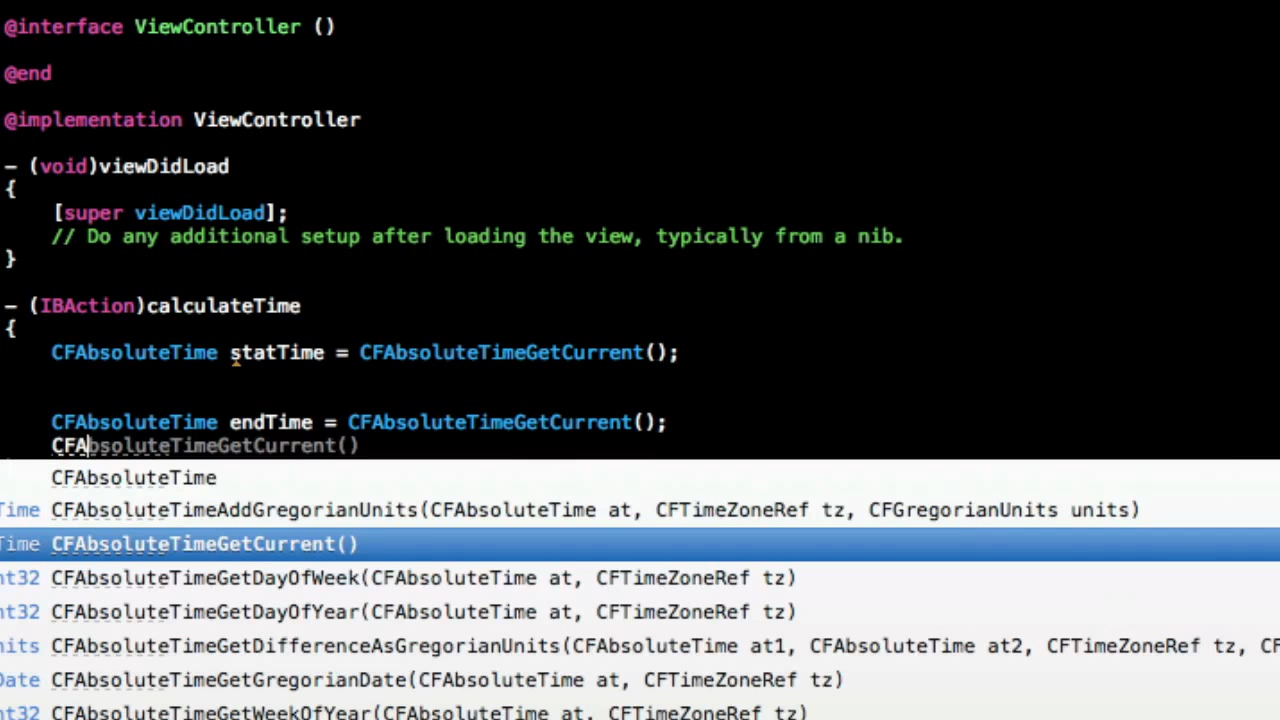 @interface ViewController ()
@end
@implementation ViewController
- (void)viewDidLoad
{
[super viewDidLoad];
// Do any additional setup after loading the view, typically from a nib.
}
- (IBAction)calculateTime
{
CFAbsoluteTime statTime = CFAbsoluteTimeGetCurrent();
CFAbsoluteTime endTime = CFAbsoluteTimeGetCurrent();
CFAbsoluteTimeGetCurrent()
CFAbsoluteTime
Time CFAbsoluteTimeAddGregorianUnits(CFAbsoluteTime at, CFTimeZoneRef tz, CFGregorianUnits units)
Time CFAbsoluteTimeGetCurrent()
nt32 CFAbsoluteTimeGetDayOfWeek(CFAbsoluteTime at, CFTimeZoneRef tz)
nt32 CFAbsoluteTimeGetDayOfYear(CFAbsoluteTime at, CFTimeZoneRef tz)
nits CFAbsoluteTimeGetDifferenceAsGregorianUnits(CFAbsoluteTime at1, CFAbsoluteTime at2, CFTimeZoneRef tz, CF
Date CFAbsoluteTimeGetGregorianDate(CFAbsoluteTime at, CFTimeZoneRef tz)
nt32 CFAbsoluteTimeGetWeekOfYear(CFAbsoluteTime at, CFTimeZoneRef tz)